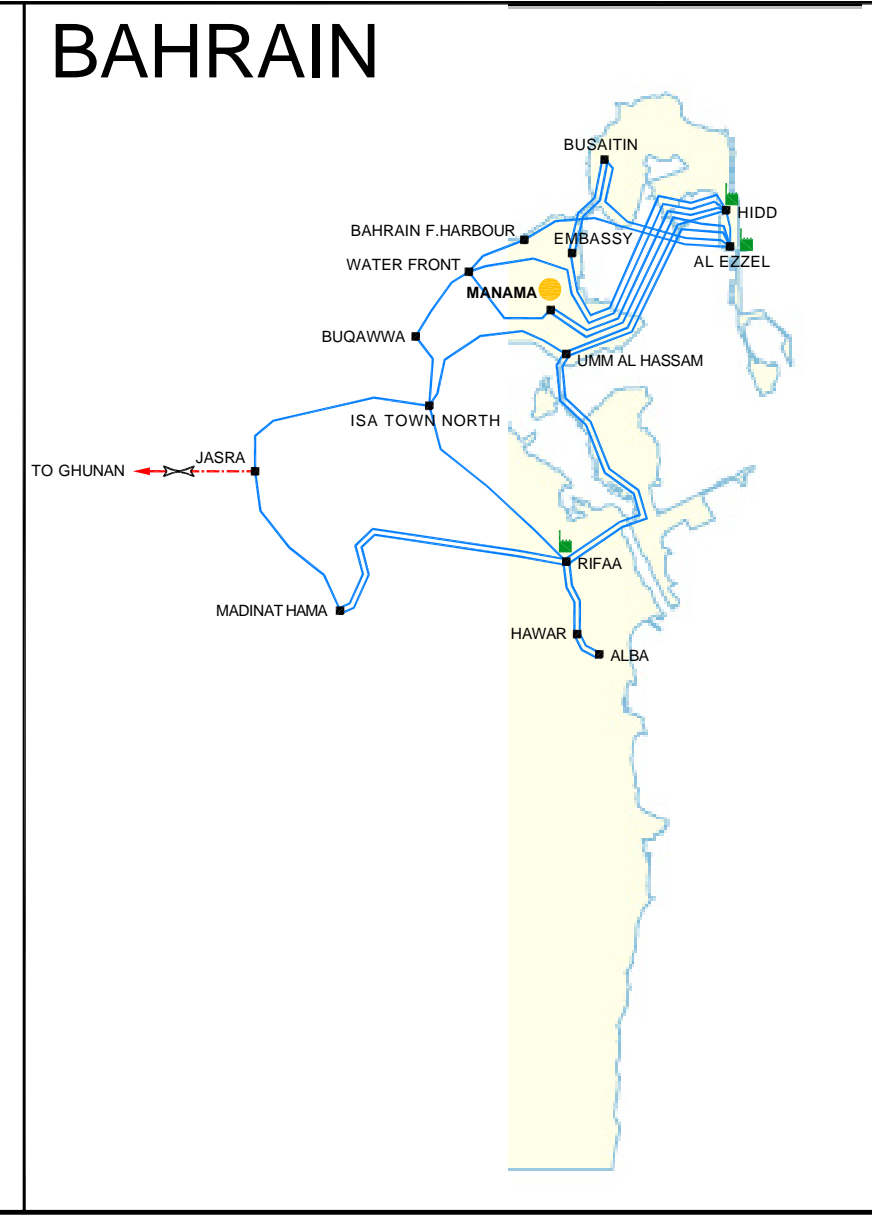 BAHRAIN
BUSAITIN
HIDD
BAHRAIN F.HARBOUR
EMBASSY
AL EZZEL
WATER FRONT
MANAMA
BUQAWWA
UMM AL HASSAM
ISA TOWN NORTH
JASRA
TO GHUNAN
RIFAA
MADINAT HAMA
HAWAR
ALBA